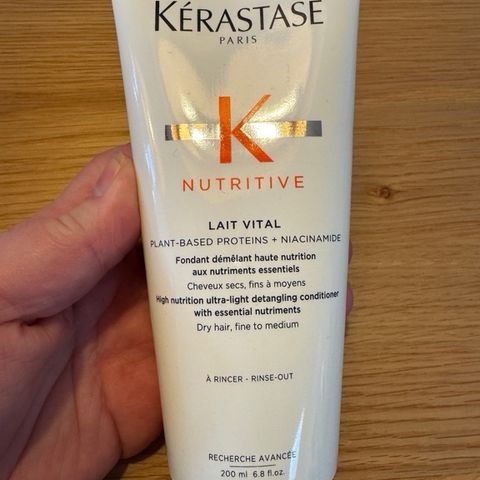 KÉRASTASE
PARIS
K
NUTRITIVE
LAIT VITAL
PLANT-BASED PROTEINS + NIACINAMIDE
Fondant démêlant haute nutrition
aux nutriments essentiels
Cheveux secs, fins à moyens
High nutrition ultra-light detangling conditioner
with essential nutriments
Dry hair, fine to medium
À RINCER - RINSE-OUT
RECHERCHE AVANCÉE
200 ml 6.8 fl.oz.